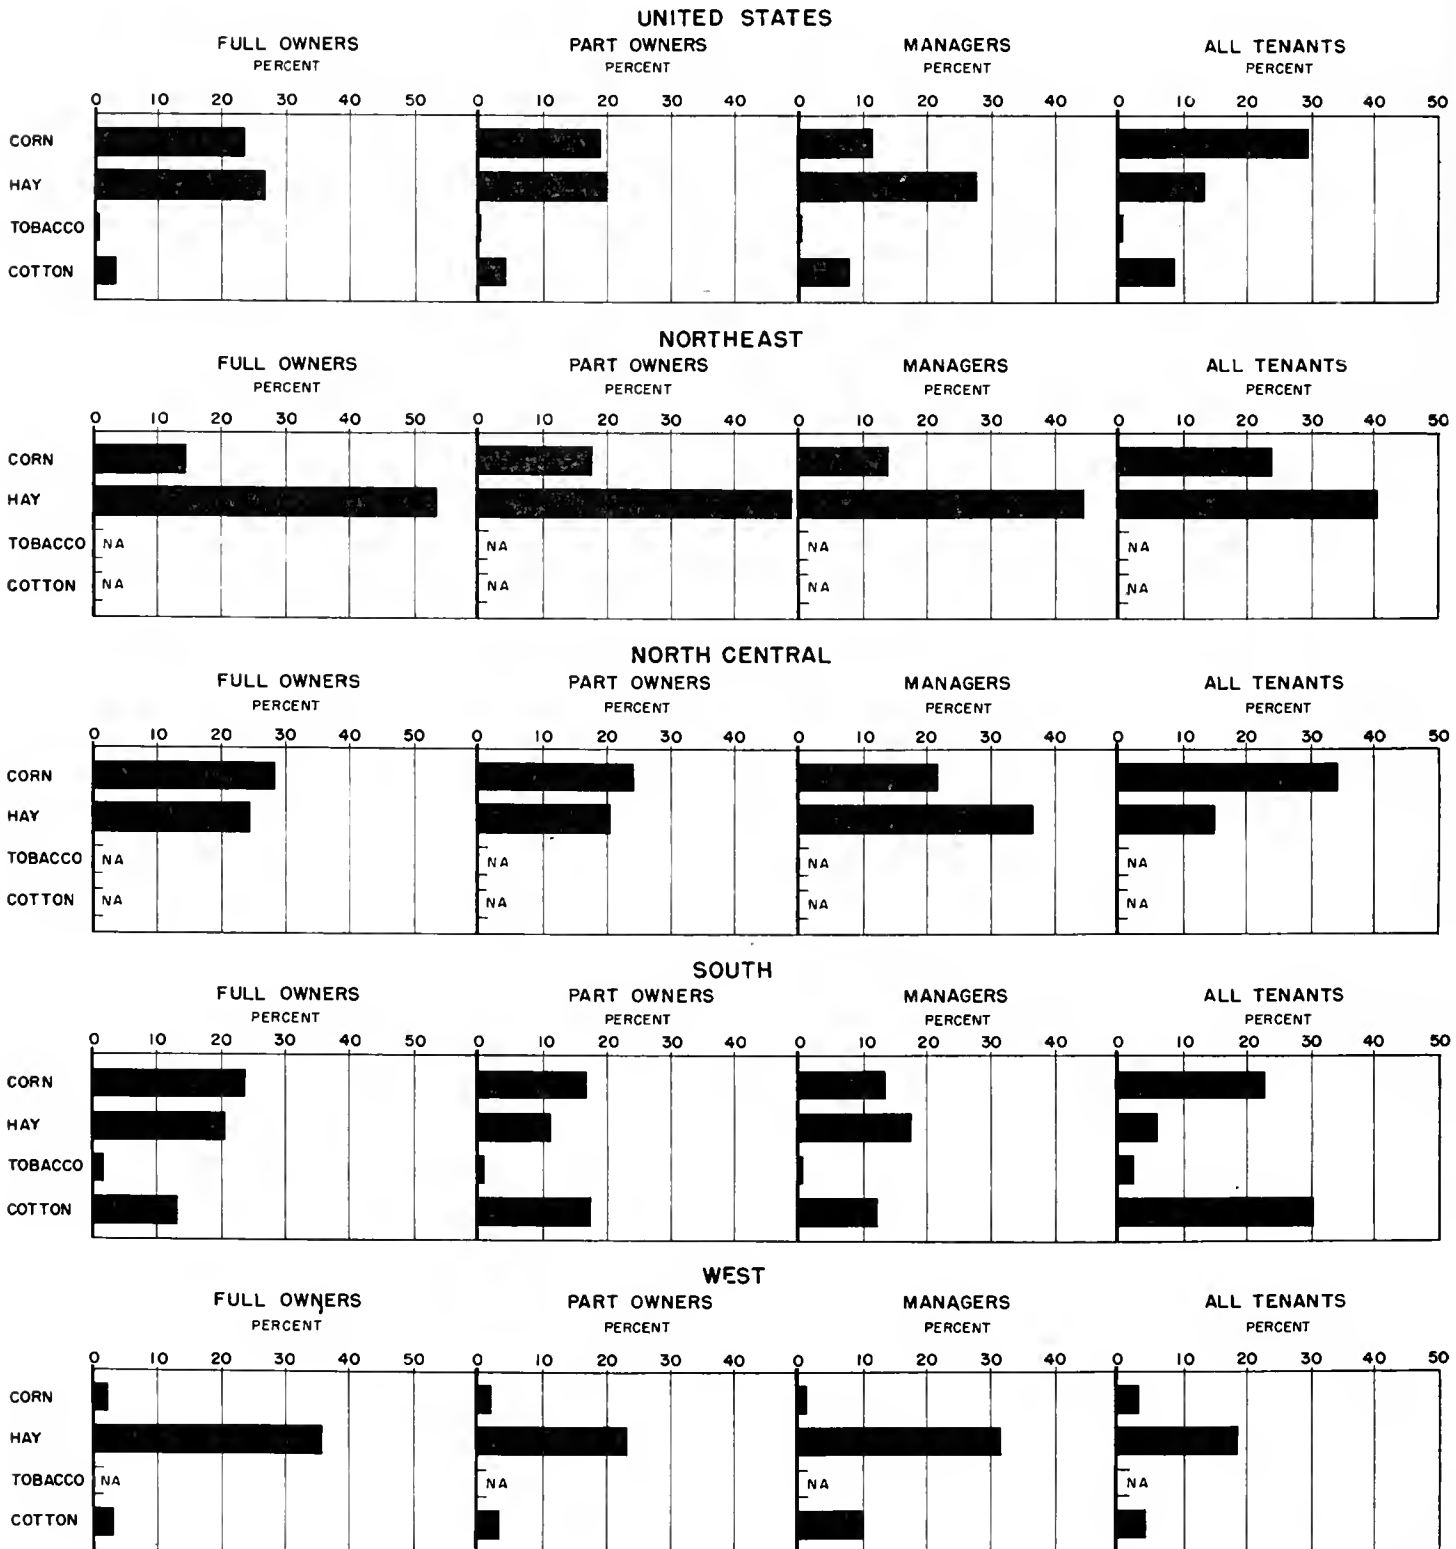 UNITED STATES
FULL OWNERS PART OWNERS MANAGERS ALL TENANTS
PERCENT PERCENT PERCENT PERCENT
0 10 20 30 40 50 0 10 20 30 40 0 10 20 30 40 0 10 20 30 40 50
CORN
HAY
TOBACCO
COTTON
NORTHEAST
FULL OWNERS PART OWNERS MANAGERS ALL TENANTS
PERCENT PERCENT PERCENT PERCENT
0 10 20 30 40 50 0 10 20 30 40 0 10 20 30 40 0 10 20 30 40 50
CORN
HAY
TOBACCO NA NA NA NA
COTTON NA NA NA NA
NORTH CENTRAL
FULL OWNERS PART OWNERS MANAGERS ALL TENANTS
PERCENT PERCENT PERCENT PERCENT
0 10 20 30 40 50 0 10 20 30 40 0 10 20 30 40 0 10 20 30 40 50
CORN
HAY
TOBACCO NA NA NA NA
COTTON NA NA NA NA
SOUTH
FULL OWNERS PART OWNERS MANAGERS ALL TENANTS
PERCENT PERCENT PERCENT PERCENT
0 10 20 30 40 50 0 10 20 30 40 0 10 20 30 40 0 10 20 30 40 50
CORN
HAY
TOBACCO
COTTON
WEST
FULL OWNERS PART OWNERS MANAGERS ALL TENANTS
PERCENT PERCENT PERCENT PERCENT
0 10 20 30 40 50 0 10 20 30 40 0 10 20 30 40 0 10 20 30 40 50
CORN
HAY
TOBACCO NA NA NA NA
COTTON